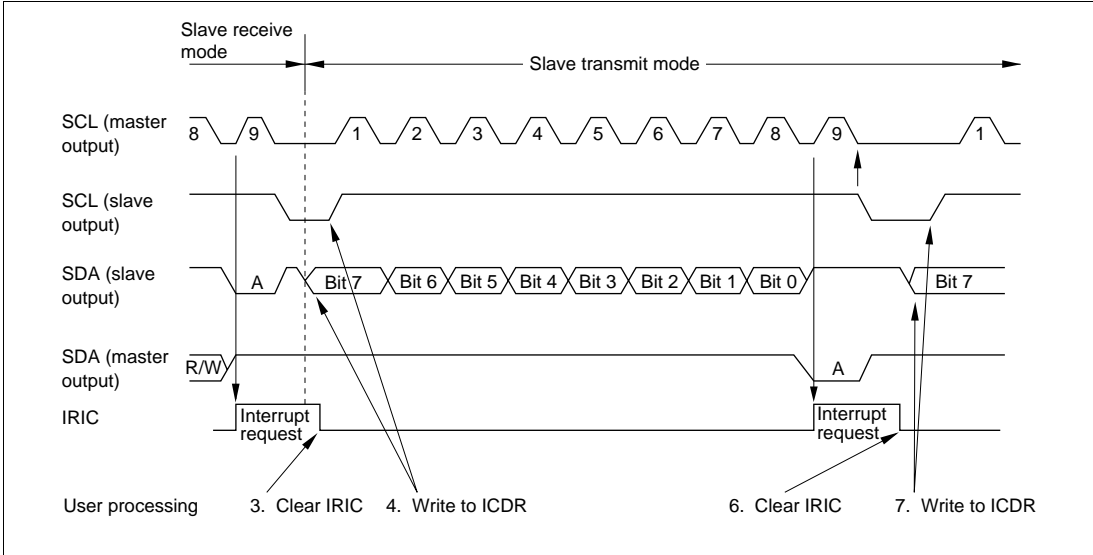 Slave receive
mode
Slave transmit mode
SCL (master
output)
8 9 1 2 3 4 5 6 7 8 9 1
SCL (slave
output)
SDA (slave
output)
A Bit 7 Bit 6 Bit 5 Bit 4 Bit 3 Bit 2 Bit 1 Bit 0 Bit 7
SDA (master
output)
R/W A
IRIC
Interrupt
request
Interrupt
request
User processing 3. Clear IRIC 4. Write to ICDR 6. Clear IRIC 7. Write to ICDR